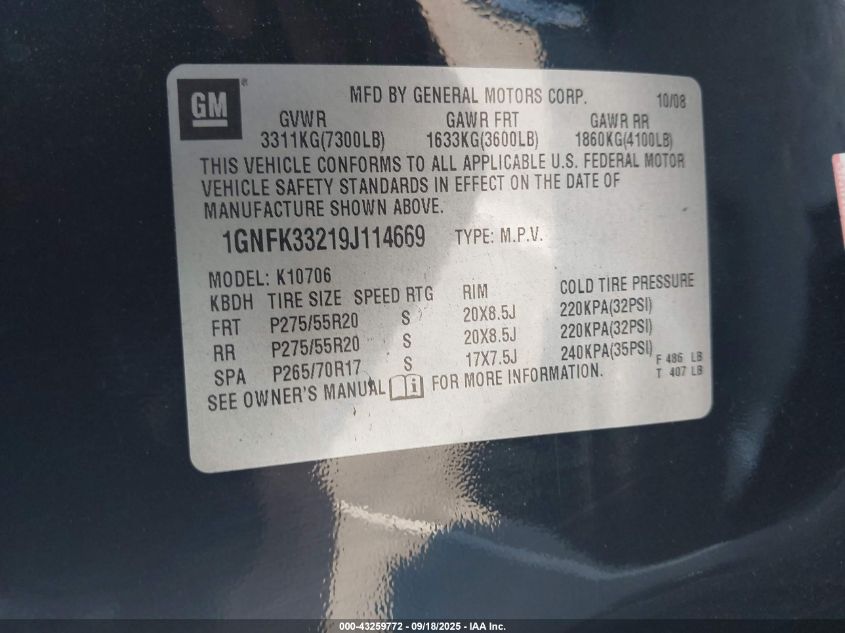 GM ®
MFD BY GENERAL MOTORS CORP. 10/08
GVWR GAWR FRT GAWR RR
3311KG(7300LB) 1633KG(3600LB) 1860KG(4100LB)
THIS VEHICLE CONFORMS TO ALL APPLICABLE U.S. FEDERAL MOTOR
VEHICLE SAFETY STANDARDS IN EFFECT ON THE DATE OF
MANUFACTURE SHOWN ABOVE.
1GNFK33219J114669 TYPE: M.P.V.
MODEL: K10706
KBDH TIRE SIZE SPEED RTG RIM COLD TIRE PRESSURE
FRT P275/55R20 S 20X8.5J 220KPA(32PSI)
RR P275/55R20 S 20X8.5J 220KPA(32PSI)
SPA P265/70R17 S 17X7.5J 240KPA(35PSI)
F 486 LB
T 407 LB
SEE OWNER'S MANUAL i FOR MORE INFORMATION.
000-43259772 - 09/18/2025 - IAA Inc.